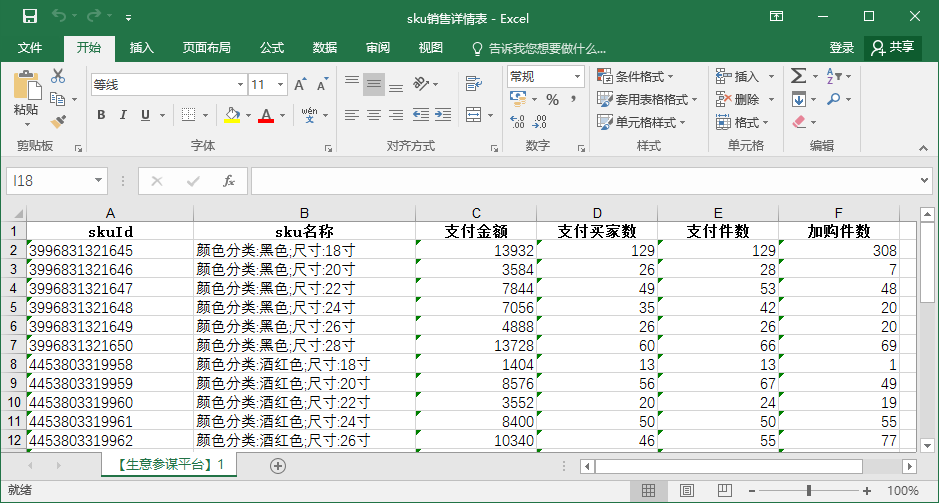 sku销售详情表 - Excel
文件 开始 插入 页面布局 公式 数据 审阅 视图 告诉我您想要做什么... 登录 共享
等线 11 常规 条件格式 插入
粘贴 套用表格格式 删除
B I U A wén 文 单元格样式 格式
剪贴板 字体 对齐方式 数字 样式 单元格 编辑
I18 fx
A B C D E F
1 skuId sku名称 支付金额 支付买家数 支付件数 加购件数
2 3996831321645 颜色分类:黑色;尺寸:18寸 13932 129 129 308
3 3996831321646 颜色分类:黑色;尺寸:20寸 3584 26 28 7
4 3996831321647 颜色分类:黑色;尺寸:22寸 7844 49 53 48
5 3996831321648 颜色分类:黑色;尺寸:24寸 7056 35 42 20
6 3996831321649 颜色分类:黑色;尺寸:26寸 4888 26 26 20
7 3996831321650 颜色分类:黑色;尺寸:28寸 13728 60 66 69
8 4453803319958 颜色分类:酒红色;尺寸:18寸 1404 13 13 1
9 4453803319959 颜色分类:酒红色;尺寸:20寸 8576 56 67 49
10 4453803319960 颜色分类:酒红色;尺寸:22寸 3552 20 24 19
11 4453803319961 颜色分类:酒红色;尺寸:24寸 8400 50 50 55
12 4453803319962 颜色分类:酒红色;尺寸:26寸 10340 46 55 77
【生意参谋平台】1
就绪 100%